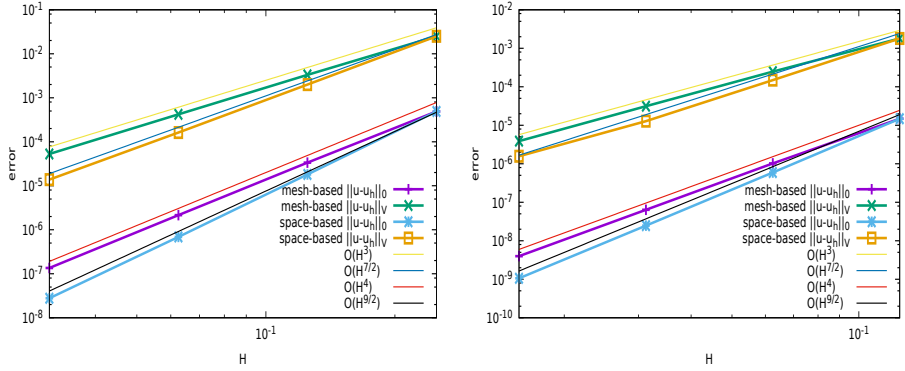 10^-1
10^-2
10^-3
10^-4
10^-5
10^-6
10^-7
10^-8
error
10^-1
H
mesh-based ||u-u_h||_0
mesh-based ||u-u_h||_V
space-based ||u-u_h||_0
space-based ||u-u_h||_V
O(H^3)
O(H^7/2)
O(H^4)
O(H^9/2)
10^-2
10^-3
10^-4
10^-5
10^-6
10^-7
10^-8
10^-9
10^-10
error
10^-1
H
mesh-based ||u-u_h||_0
mesh-based ||u-u_h||_V
space-based ||u-u_h||_0
space-based ||u-u_h||_V
O(H^3)
O(H^7/2)
O(H^4)
O(H^9/2)